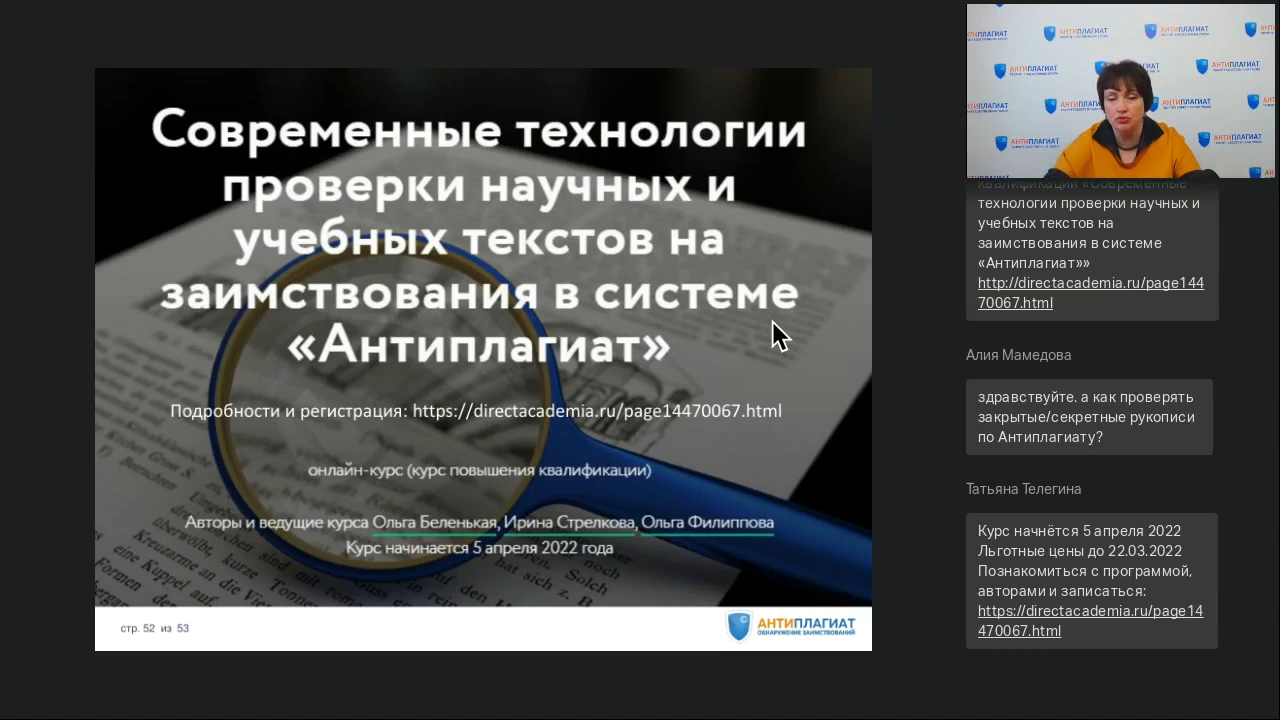 Современные технологии
проверки научных и
учебных текстов на
заимствования в системе
«Антиплагиат»
Подробности и регистрация: https://directacademia.ru/page14470067.html
онлайн-курс (курс повышения квалификации)
Авторы и ведущие курса Ольга Беленькая, Ирина Стрелкова, Ольга Филиппова
Курс начинается 5 апреля 2022 года
стр. 52 из 53
АНТИПЛАГИАТ
ОБНАРУЖЕНИЕ ЗАИМСТВОВАНИЙ
АНТИПЛАГИАТ
квалификации «Современные
технологии проверки научных и
учебных текстов на
заимствования в системе
«Антиплагиат»»
http://directacademia.ru/page144
70067.html
Алия Мамедова
здравствуйте. а как проверять
закрытые/секретные рукописи
по Антиплагиату?
Татьяна Телегина
Курс начнётся 5 апреля 2022
Льготные цены до 22.03.2022
Познакомиться с программой,
авторами и записаться:
https://directacademia.ru/page14
470067.html